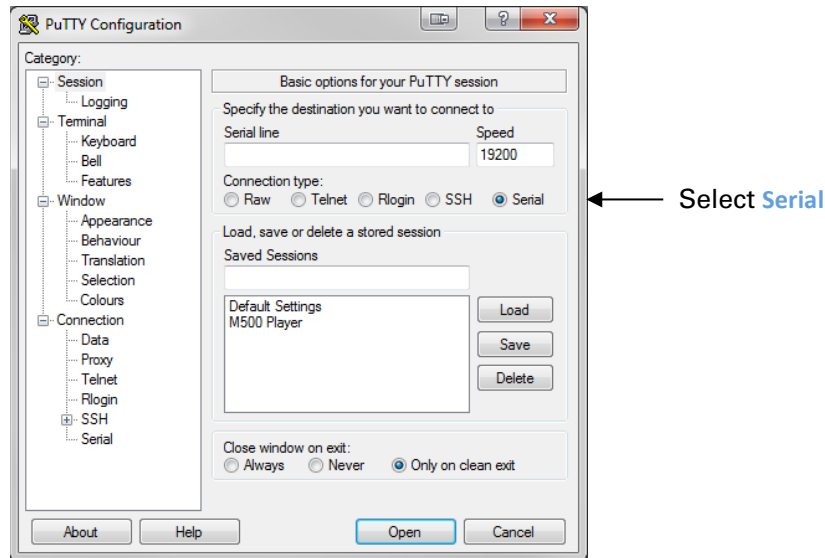 PuTTY Configuration
?
X
Category:
Session
Logging
Terminal
Keyboard
Bell
Features
Window
Appearance
Behaviour
Translation
Selection
Colours
Connection
Data
Proxy
Telnet
Rlogin
SSH
Serial
Basic options for your PuTTY session
Specify the destination you want to connect to
Serial line Speed
19200
Connection type:
Raw Telnet Rlogin SSH Serial
Load, save or delete a stored session
Saved Sessions
Default Settings
M500 Player
Load
Save
Delete
Close window on exit:
Always Never Only on clean exit
About Help Open Cancel
Select Serial